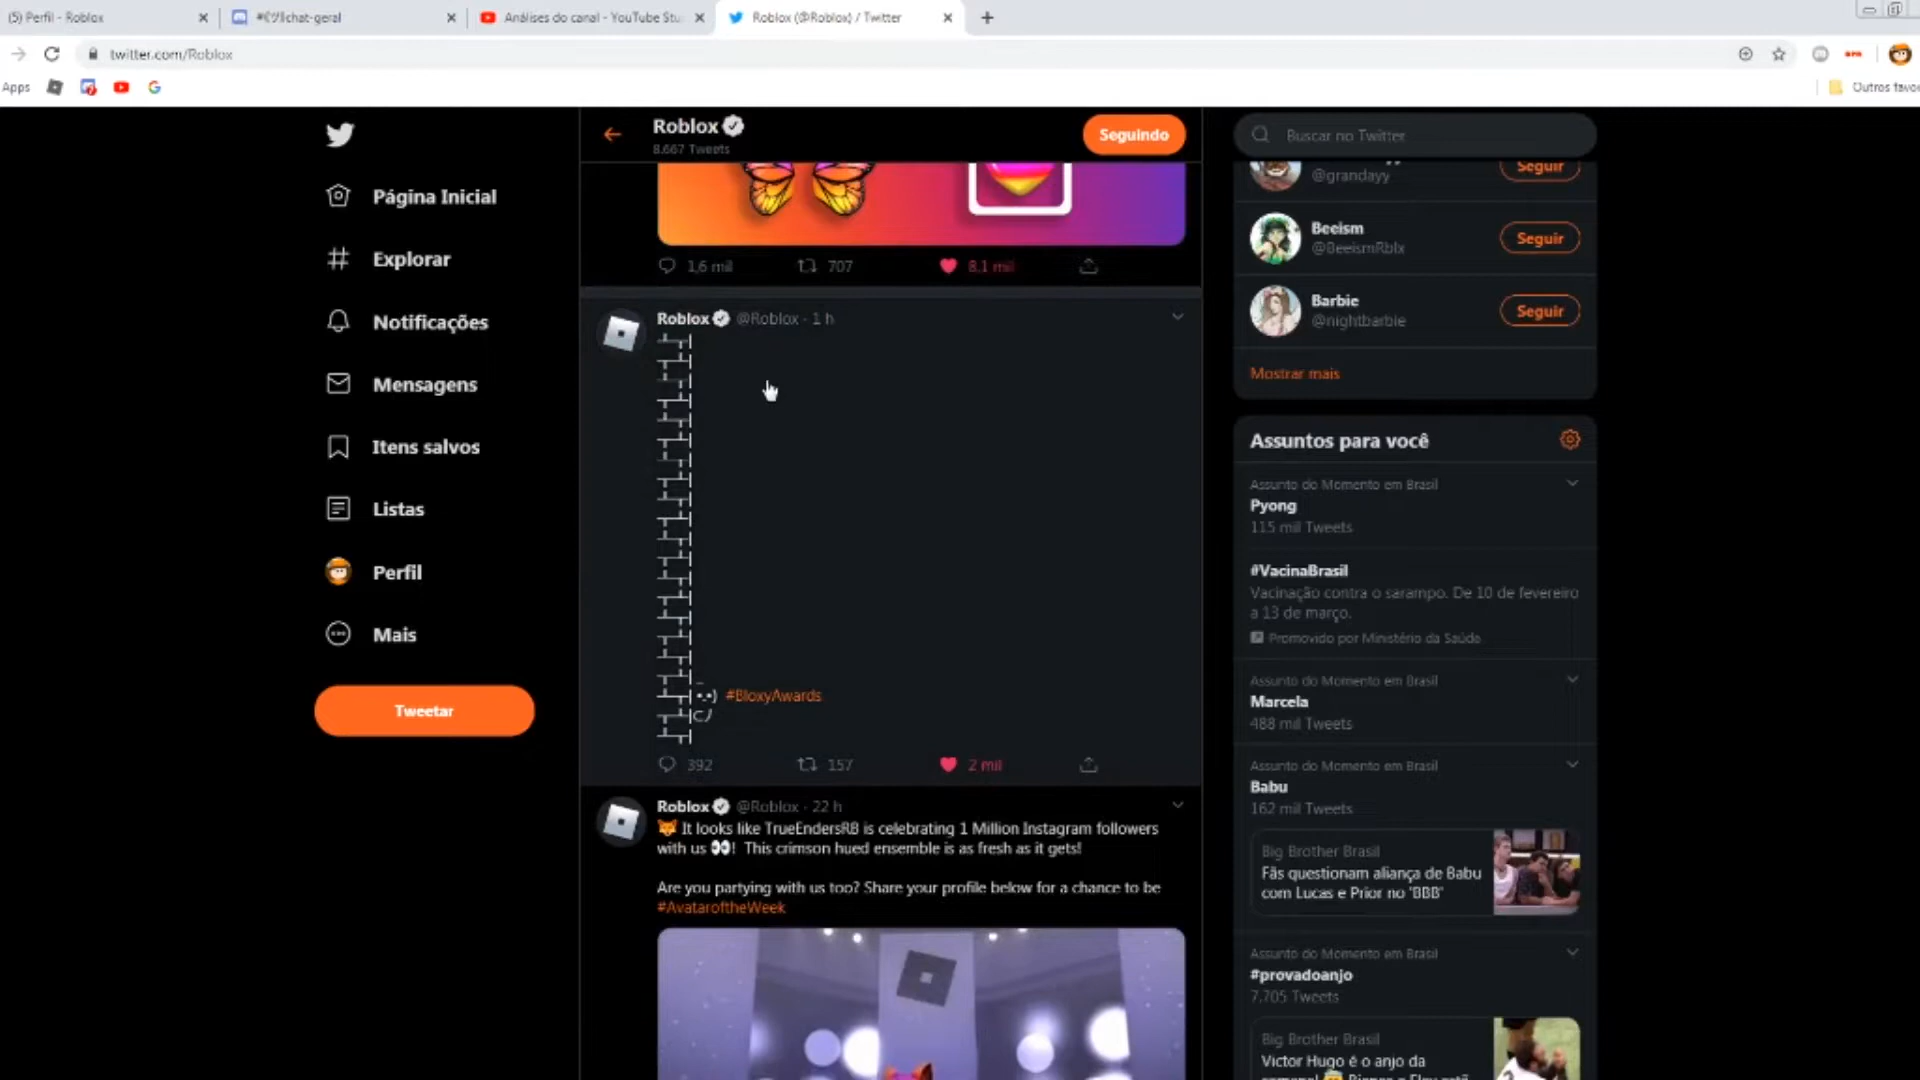 (5) Perfil - Roblox
chat-geral
Análises do canal - YouTube Stu
Roblox (@Roblox) / Twitter
twitter.com/Roblox
Apps
Outros favo
Página Inicial
Explorar
Notificações
Mensagens
Itens salvos
Listas
Perfil
Mais
Tweetar
Roblox
8.667 Tweets
Seguindo
1,6 mil 707 8,1 mil
Roblox @Roblox · 1 h
#BloxyAwards
392 157 2 mil
Roblox @Roblox · 22 h
It looks like TrueEndersRB is celebrating 1 Million Instagram followers
with us 👀! This crimson hued ensemble is as fresh as it gets!
Are you partying with us too? Share your profile below for a chance to be
#AvataroftheWeek
Buscar no Twitter
@grandayy
Seguir
Beeism
@BeeismRblx
Seguir
Barbie
@nightbarbie
Seguir
Mostrar mais
Assuntos para você
Assunto do Momento em Brasil
Pyong
115 mil Tweets
#VacinaBrasil
Vacinação contra o sarampo. De 10 de fevereiro
a 13 de março.
Promovido por Ministério da Saúde
Assunto do Momento em Brasil
Marcela
488 mil Tweets
Assunto do Momento em Brasil
Babu
162 mil Tweets
Big Brother Brasil
Fãs questionam aliança de Babu
com Lucas e Prior no 'BBB'
Assunto do Momento em Brasil
#provadoanjo
7.705 Tweets
Big Brother Brasil
Victor Hugo é o anjo da